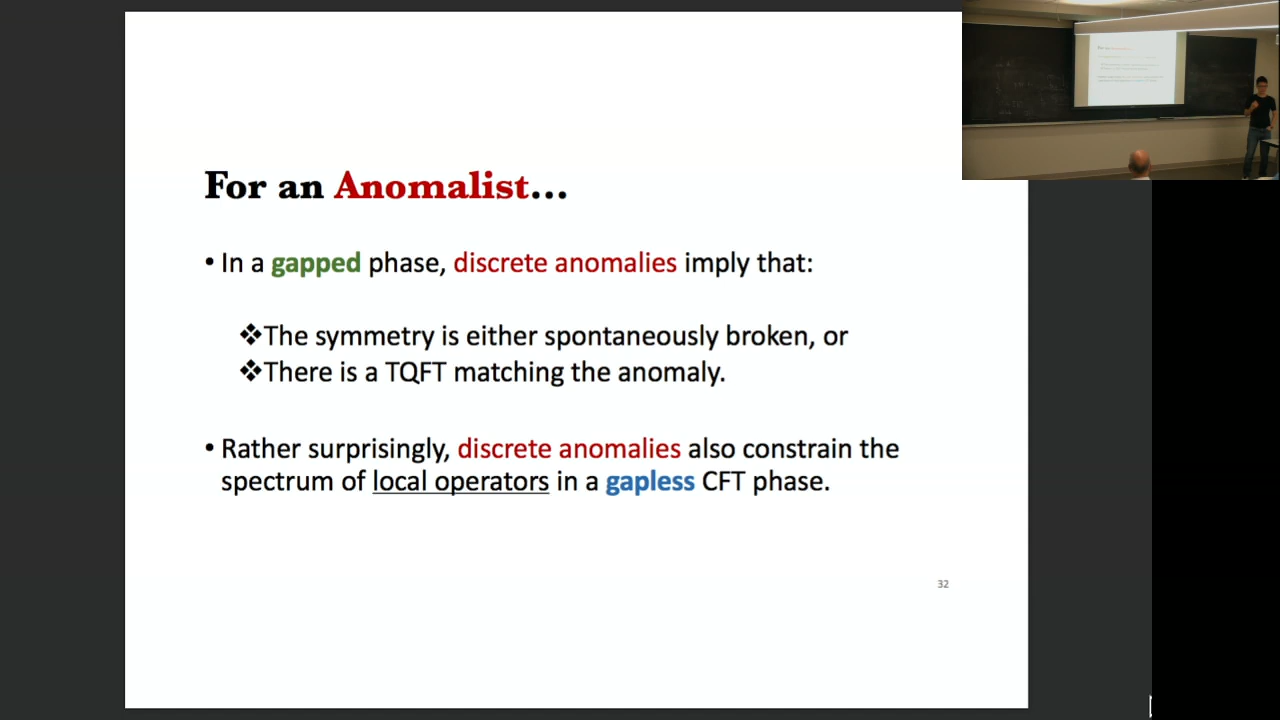 For an Anomalist...
• In a gapped phase, discrete anomalies imply that:
❖The symmetry is either spontaneously broken, or
❖There is a TQFT matching the anomaly.
• Rather surprisingly, discrete anomalies also constrain the
spectrum of local operators in a gapless CFT phase.
32